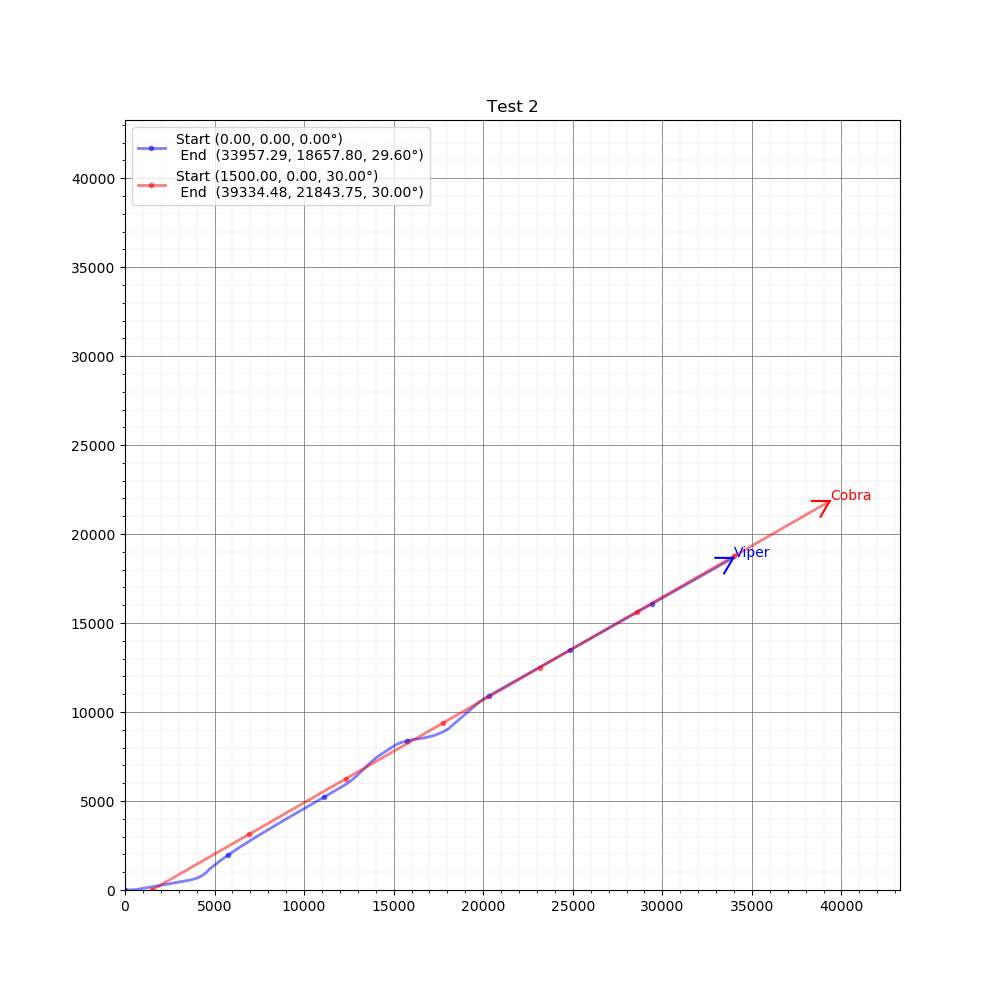 Test 2
Start (0.00, 0.00, 0.00°)
End (33957.29, 18657.80, 29.60°)
Start (1500.00, 0.00, 30.00°)
End (39334.48, 21843.75, 30.00°)
40000
35000
30000
25000
20000
15000
10000
5000
0
Cobra
Viper
0 5000 10000 15000 20000 25000 30000 35000 40000